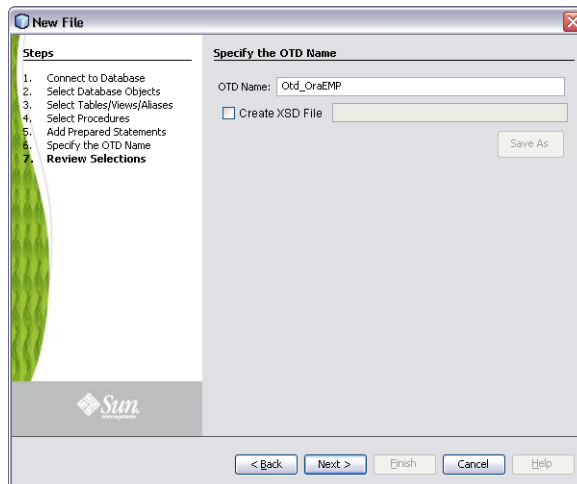 New File
Steps
1. Connect to Database
2. Select Database Objects
3. Select Tables/Views/Aliases
4. Select Procedures
5. Add Prepared Statements
6. Specify the OTD Name
7. Review Selections
Specify the OTD Name
OTD Name: Otd_OraEMP
Create XSD File
Save As
Sun
microsystems
< Back Next > Finish Cancel Help